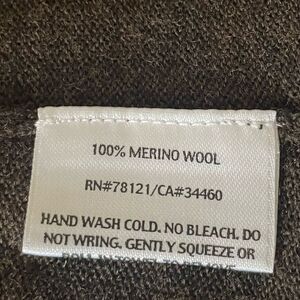 100% MERINO WOOL
RN#78121/CA#34460
HAND WASH COLD. NO BLEACH. DO
NOT WRING. GENTLY SQUEEZE OR